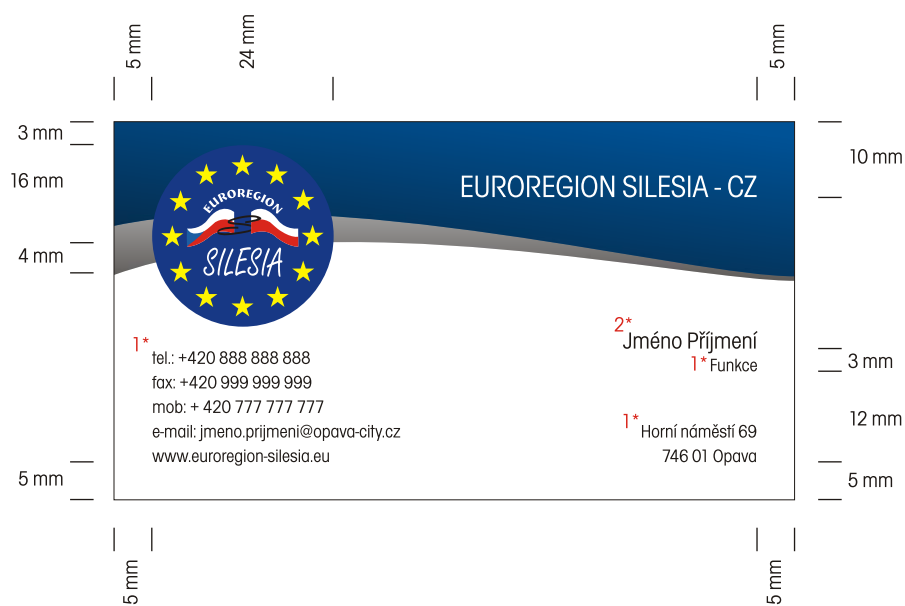 5 mm
24 mm
5 mm
3 mm
16 mm
4 mm
5 mm
10 mm
3 mm
12 mm
5 mm
EUROREGION SILESIA - CZ
EUROREGION
SILESIA
1*
tel.: +420 888 888 888
fax: +420 999 999 999
mob: + 420 777 777 777
e-mail: jmeno.prijmeni@opava-city.cz
www.euroregion-silesia.eu
2*
Jméno Příjmení
1* Funkce
1* Horní náměstí 69
746 01 Opava
5 mm
5 mm